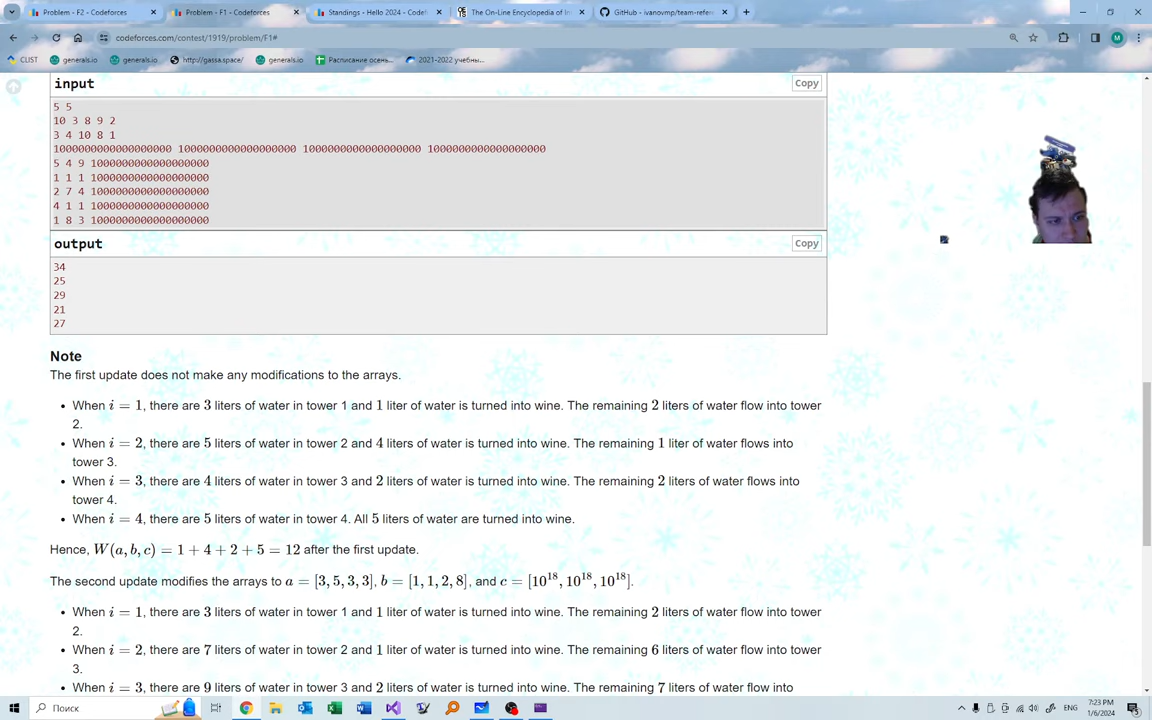 Problem - F2 - Codeforces
Problem - F1 - Codeforces
Standings - Hello 2024 - Codef
The On-Line Encyclopedia of In
GitHub - ivanovmp/team-refer
codeforces.com/contest/1919/problem/F1#
CLIST
generals.io
generals.io
http://gassa.space/
generals.io
Расписание осень...
2021-2022 учебны...
input
Copy
5 5
10 3 8 9 2
3 4 10 8 1
1000000000000000000 1000000000000000000 1000000000000000000 1000000000000000000
5 4 9 1000000000000000000
1 1 1 1000000000000000000
2 7 4 1000000000000000000
4 1 1 1000000000000000000
1 8 3 1000000000000000000
output
Copy
34
25
29
21
27
Note
The first update does not make any modifications to the arrays.
• When i = 1, there are 3 liters of water in tower 1 and 1 liter of water is turned into wine. The remaining 2 liters of water flow into tower
2.
• When i = 2, there are 5 liters of water in tower 2 and 4 liters of water is turned into wine. The remaining 1 liter of water flows into
tower 3.
• When i = 3, there are 4 liters of water in tower 3 and 2 liters of water is turned into wine. The remaining 2 liters of water flows into
tower 4.
• When i = 4, there are 5 liters of water in tower 4. All 5 liters of water are turned into wine.
Hence, W(a, b, c) = 1 + 4 + 2 + 5 = 12 after the first update.
The second update modifies the arrays to a = [3, 5, 3, 3], b = [1, 1, 2, 8], and c = [10^18, 10^18, 10^18].
• When i = 1, there are 3 liters of water in tower 1 and 1 liter of water is turned into wine. The remaining 2 liters of water flow into tower
2.
• When i = 2, there are 7 liters of water in tower 2 and 1 liter of water is turned into wine. The remaining 6 liters of water flow into tower
3.
• When i = 3, there are 9 liters of water in tower 3 and 2 liters of water is turned into wine. The remaining 7 liters of water flow into
Поиск
ENG
7:23 PM
1/6/2024